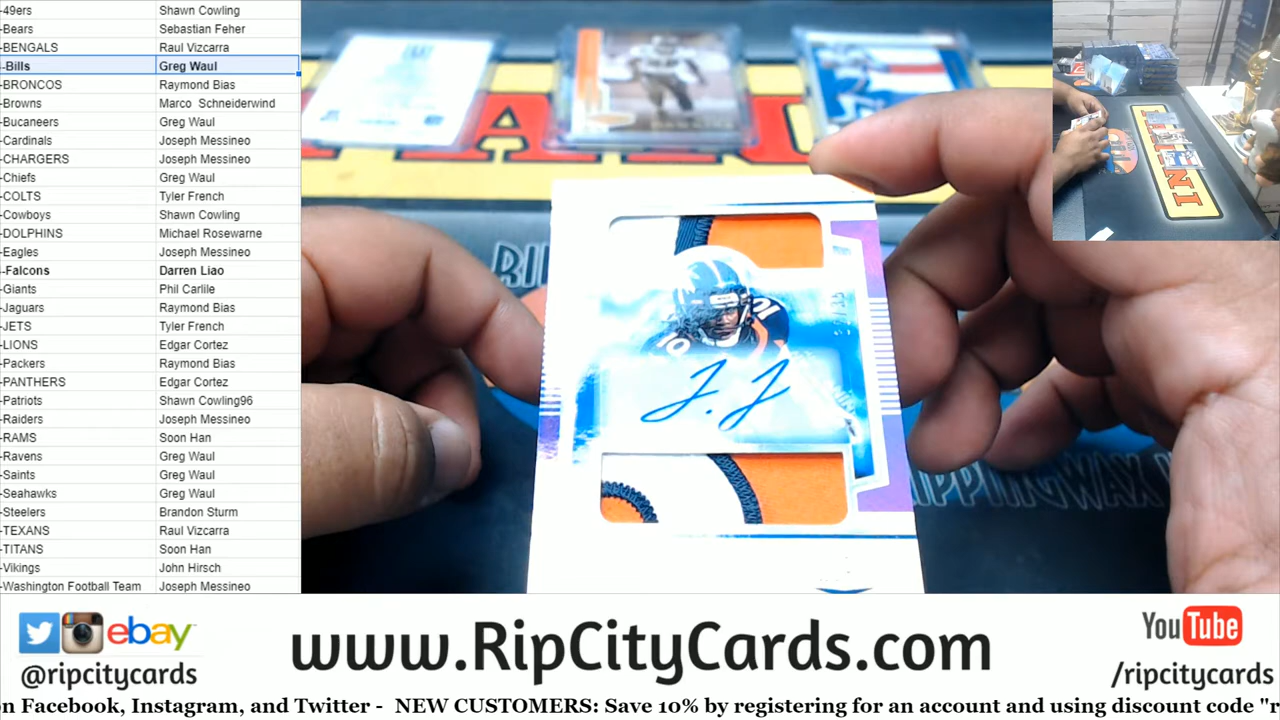 -49ers Shawn Cowling
-Bears Sebastian Feher
-BENGALS Raul Vizcarra
-Bills Greg Waul
-BRONCOS Raymond Bias
-Browns Marco Schneiderwind
-Bucaneers Greg Waul
-Cardinals Joseph Messineo
-CHARGERS Joseph Messineo
-Chiefs Greg Waul
-COLTS Tyler French
-Cowboys Shawn Cowling
-DOLPHINS Michael Rosewarne
-Eagles Joseph Messineo
-Falcons Darren Liao
-Giants Phil Carlile
-Jaguars Raymond Bias
-JETS Tyler French
-LIONS Edgar Cortez
-Packers Raymond Bias
-PANTHERS Edgar Cortez
-Patriots Shawn Cowling96
-Raiders Joseph Messineo
-RAMS Soon Han
-Ravens Greg Waul
-Saints Greg Waul
-Seahawks Greg Waul
-Steelers Brandon Sturm
-TEXANS Raul Vizcarra
-TITANS Soon Han
-Vikings John Hirsch
-Washington Football Team Joseph Messineo
J.J
10
ebay
@ripcitycards
www.RipCityCards.com
YouTube
/ripcitycards
on Facebook, Instagram, and Twitter - NEW CUSTOMERS: Save 10% by registering for an account and using discount code "r